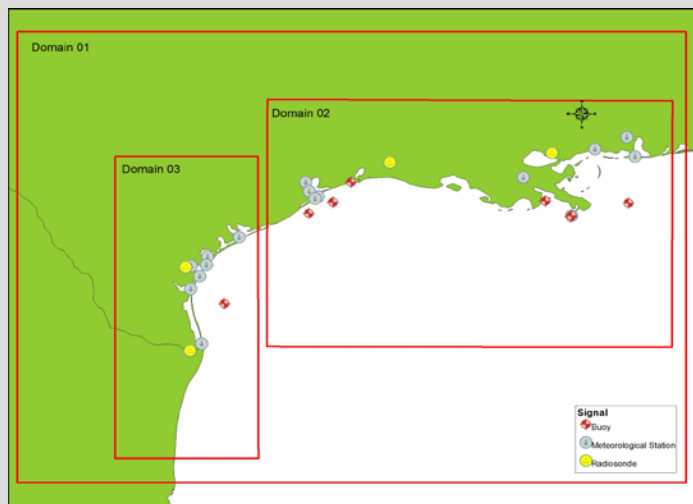 Domain 01
Domain 02
Domain 03
Signal
Buoy
Meteorological Station
Radiosonde